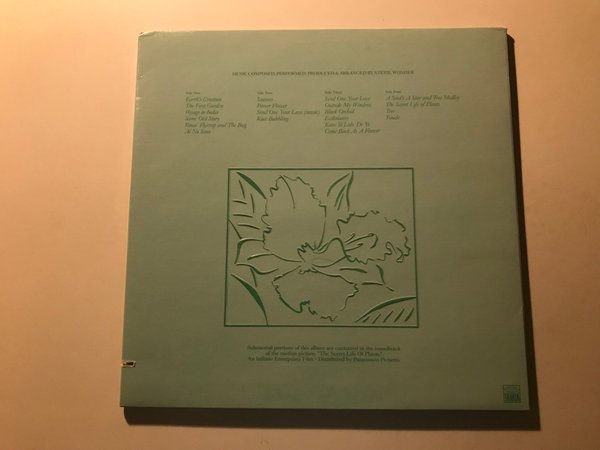 MUSIC COMPOSED, PERFORMED, PRODUCED & ARRANGED BY STEVIE WONDER
Side One
Earth's Creation
The First Garden
Voyage to India
Same Old Story
Venus' Flytrap and The Bug
Ai No Sono
Side Two
Seasons
Power Flower
Send One Your Love (music)
Race Babbling
Side Three
Send One Your Love
Outside My Window
Black Orchid
Ecclesiastes
Kesse Ye Lolo De Ye
Come Back As A Flower
Side Four
A Seed's A Star and Tree Medley
The Secret Life of Plants
Tree
Finale
Substantial portions of this album are contained in the soundtrack
of the motion picture, "The Secret Life Of Plants."
An Infinite Enterprises Film • Distributed by Paramount Pictures.
TAMLA